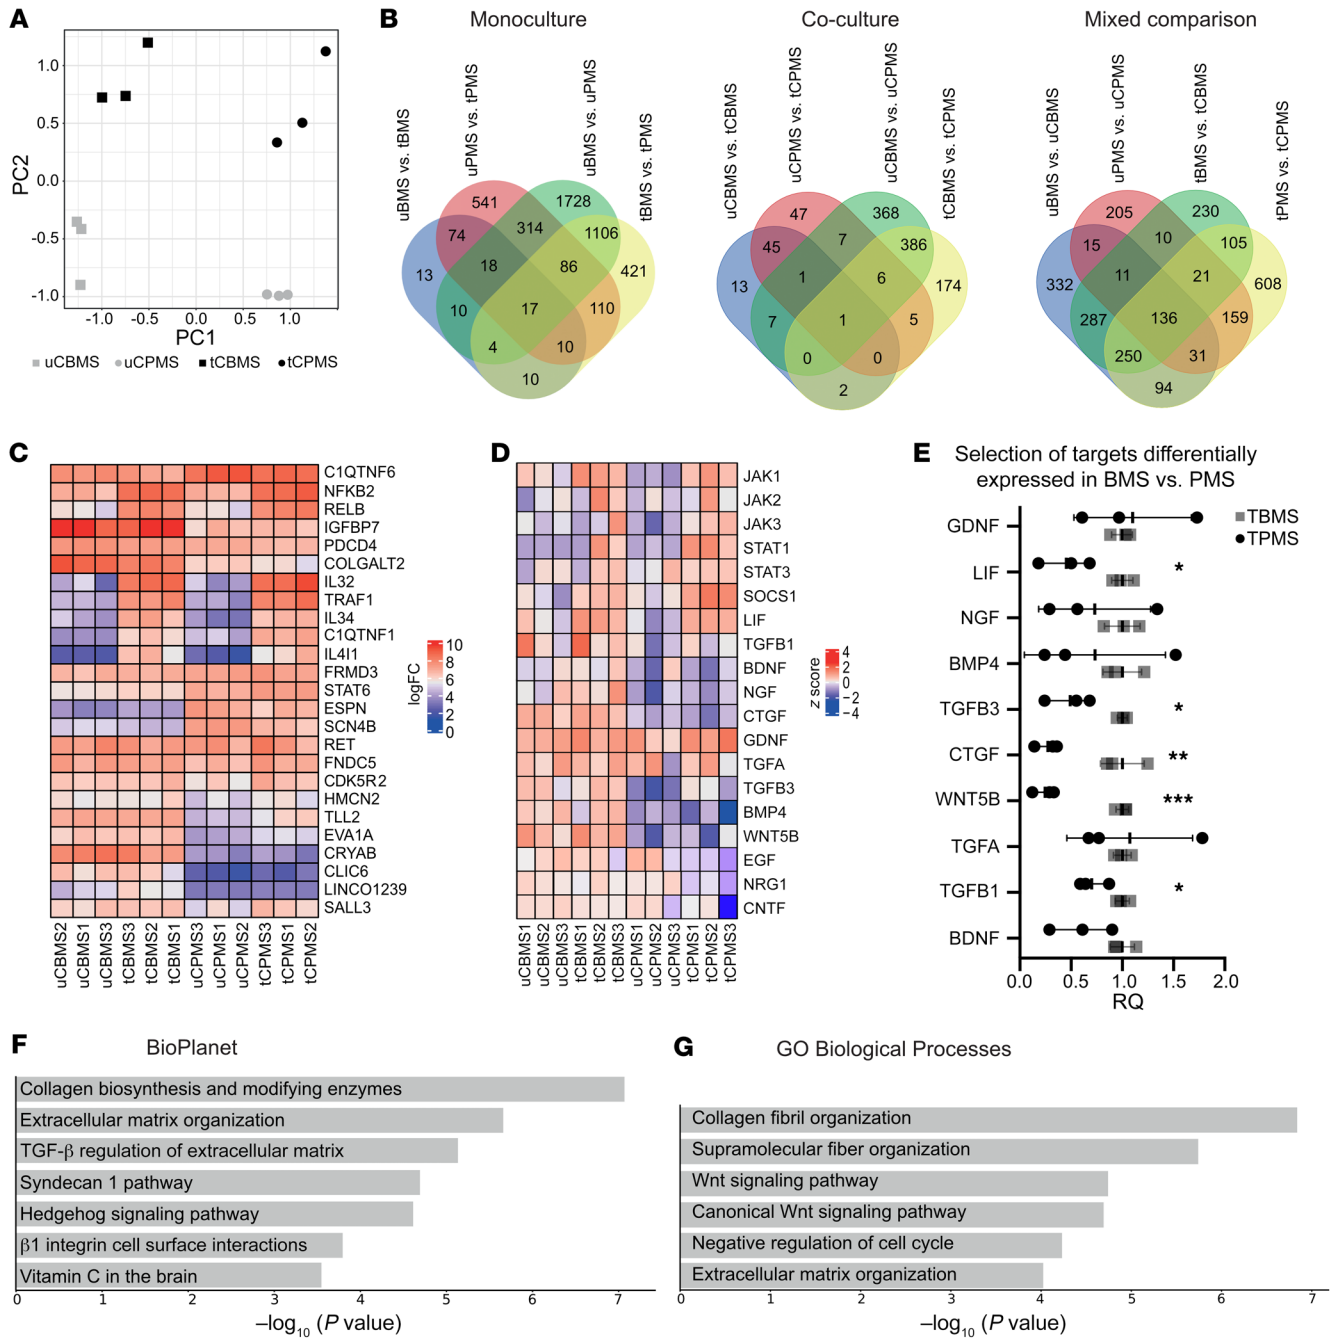 A
1.0
0.5
0.0
-0.5
-1.0
PC2
-1.0 -0.5 0.0 0.5 1.0
PC1
uCBMS uCPMS tCBMS tCPMS
B
Monoculture
uBMS vs. tBMS
uPMS vs. tPMS
uBMS vs. uPMS
tBMS vs. tPMS
541 1728
74 314 1106
13 18 86 421
10 17 110
4 10
10
Co-culture
uCBMS vs. tCBMS
uCPMS vs. tCPMS
uCBMS vs. uCPMS
tCBMS vs. tCPMS
47 368
45 7 386
13 1 6 174
7 1 5
0 0
2
Mixed comparison
uBMS vs. uCBMS
uPMS vs. uCPMS
tBMS vs. tCBMS
tPMS vs. tCPMS
205 230
15 10 105
332 11 21 608
287 136 159
250 31
94
C
C1QTNF6
NFKB2
RELB
IGFBP7
PDCD4
COLGALT2
IL32
TRAF1
IL34
C1QTNF1
IL4I1
FRMD3
STAT6
ESPN
SCN4B
RET
FNDC5
CDK5R2
HMCN2
TLL2
EVA1A
CRYAB
CLIC6
LINCO1239
SALL3
uCBMS2
uCBMS1
uCBMS3
tCBMS3
tCBMS2
tCBMS1
uCPMS3
uCPMS1
uCPMS2
tCPMS3
tCPMS1
tCPMS2
logFC
10
8
6
4
2
0
D
JAK1
JAK2
JAK3
STAT1
STAT3
SOCS1
LIF
TGFB1
BDNF
NGF
CTGF
GDNF
TGFA
TGFB3
BMP4
WNT5B
EGF
NRG1
CNTF
uCBMS1
uCBMS2
uCBMS3
tCBMS1
tCBMS2
tCBMS3
uCPMS1
uCPMS2
uCPMS3
tCPMS1
tCPMS2
tCPMS3
z score
4
2
0
−2
−4
E
Selection of targets differentially
expressed in BMS vs. PMS
TBMS
TPMS
GDNF
LIF *
NGF
BMP4
TGFB3 *
CTGF **
WNT5B ***
TGFA
TGFB1 *
BDNF
0.0 0.5 1.0 1.5 2.0
RQ
F
BioPlanet
Collagen biosynthesis and modifying enzymes
Extracellular matrix organization
TGF-β regulation of extracellular matrix
Syndecan 1 pathway
Hedgehog signaling pathway
β1 integrin cell surface interactions
Vitamin C in the brain
0 1 2 3 4 5 6 7
–log10 (P value)
G
GO Biological Processes
Collagen fibril organization
Supramolecular fiber organization
Wnt signaling pathway
Canonical Wnt signaling pathway
Negative regulation of cell cycle
Extracellular matrix organization
0 1 2 3 4 5 6 7
–log10 (P value)